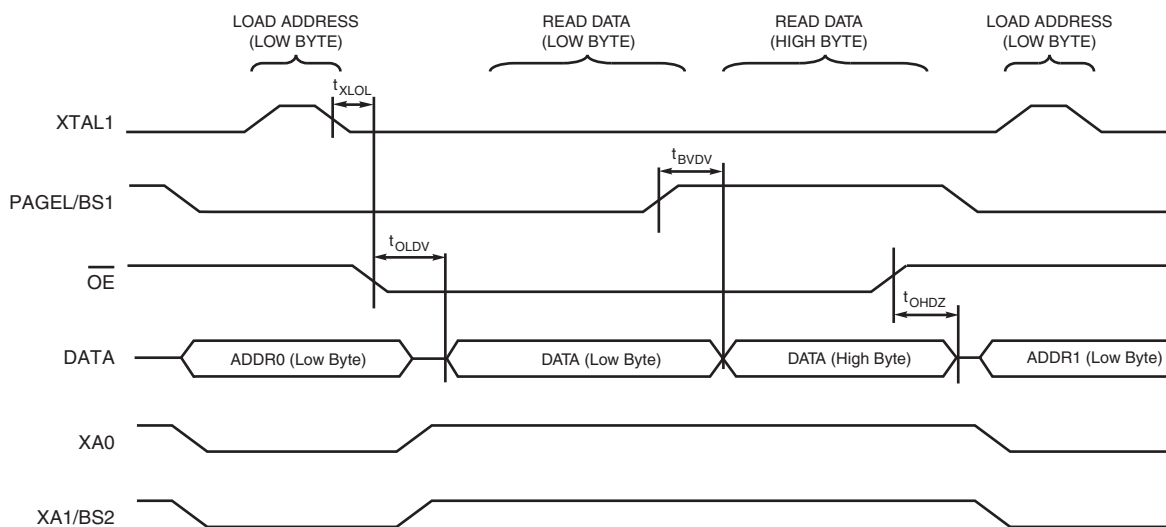 LOAD ADDRESS
(LOW BYTE)
READ DATA
(LOW BYTE)
READ DATA
(HIGH BYTE)
LOAD ADDRESS
(LOW BYTE)
tXLOL
XTAL1
tBVDV
PAGEL/BS1
tOLDV
OE
tOHDZ
DATA
ADDR0 (Low Byte)
DATA (Low Byte)
DATA (High Byte)
ADDR1 (Low Byte)
XA0
XA1/BS2